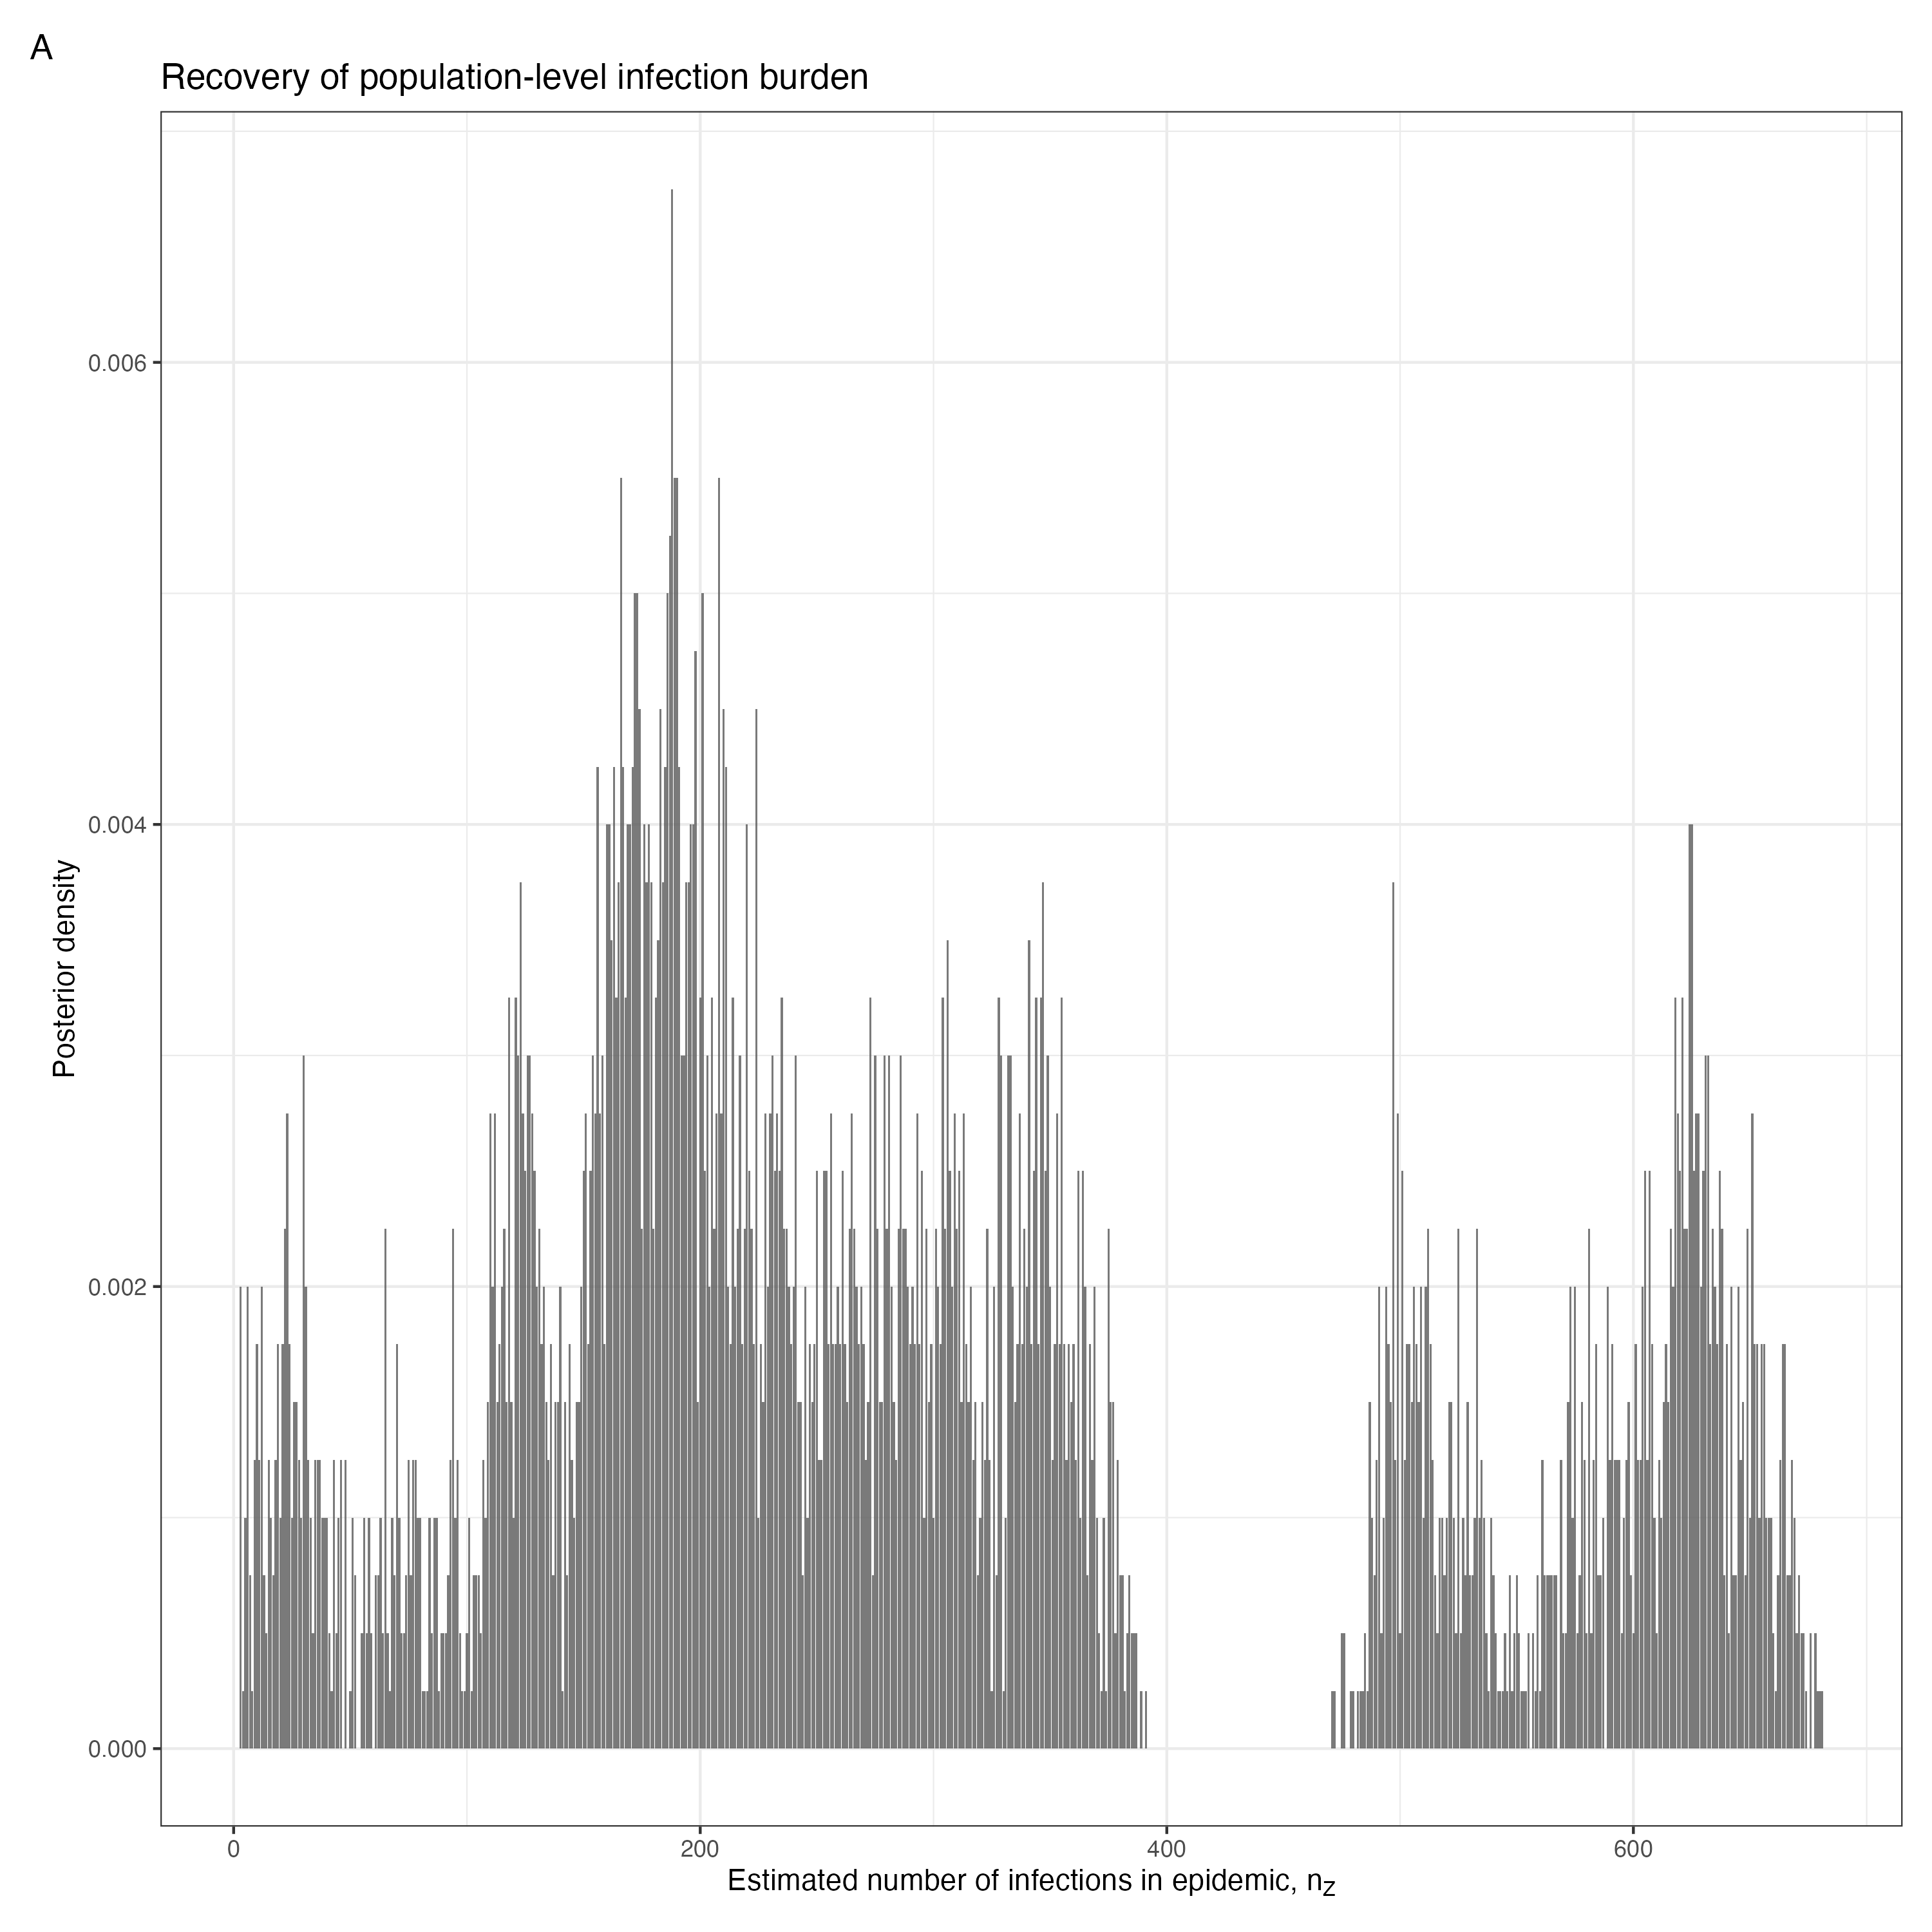 A
Recovery of population-level infection burden
Posterior density
0.006
0.004
0.002
0.000
0 200 400 600
Estimated number of infections in epidemic, nZ